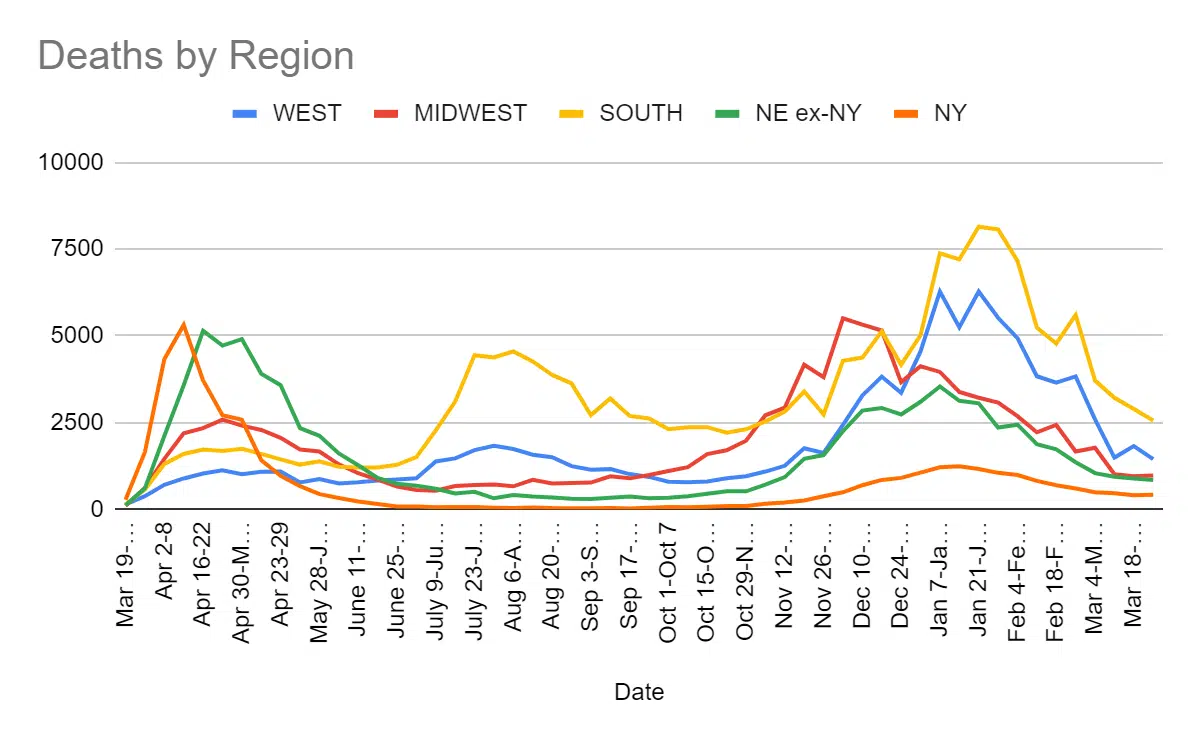 Deaths by Region
WEST MIDWEST SOUTH NE ex-NY NY
10000
7500
5000
2500
0
Mar 19-…
Apr 2-8
Apr 16-22
Apr 30-M…
Apr 23-29
May 28-J…
June 11-…
June 25-…
July 9-Ju…
July 23-J…
Aug 6-A…
Aug 20-…
Sep 3-S…
Sep 17-…
Oct 1-Oct 7
Oct 15-O…
Oct 29-N…
Nov 12-…
Nov 26-…
Dec 10-…
Dec 24-…
Jan 7-Ja…
Jan 21-J…
Feb 4-Fe…
Feb 18-F…
Mar 4-M…
Mar 18-…
Date